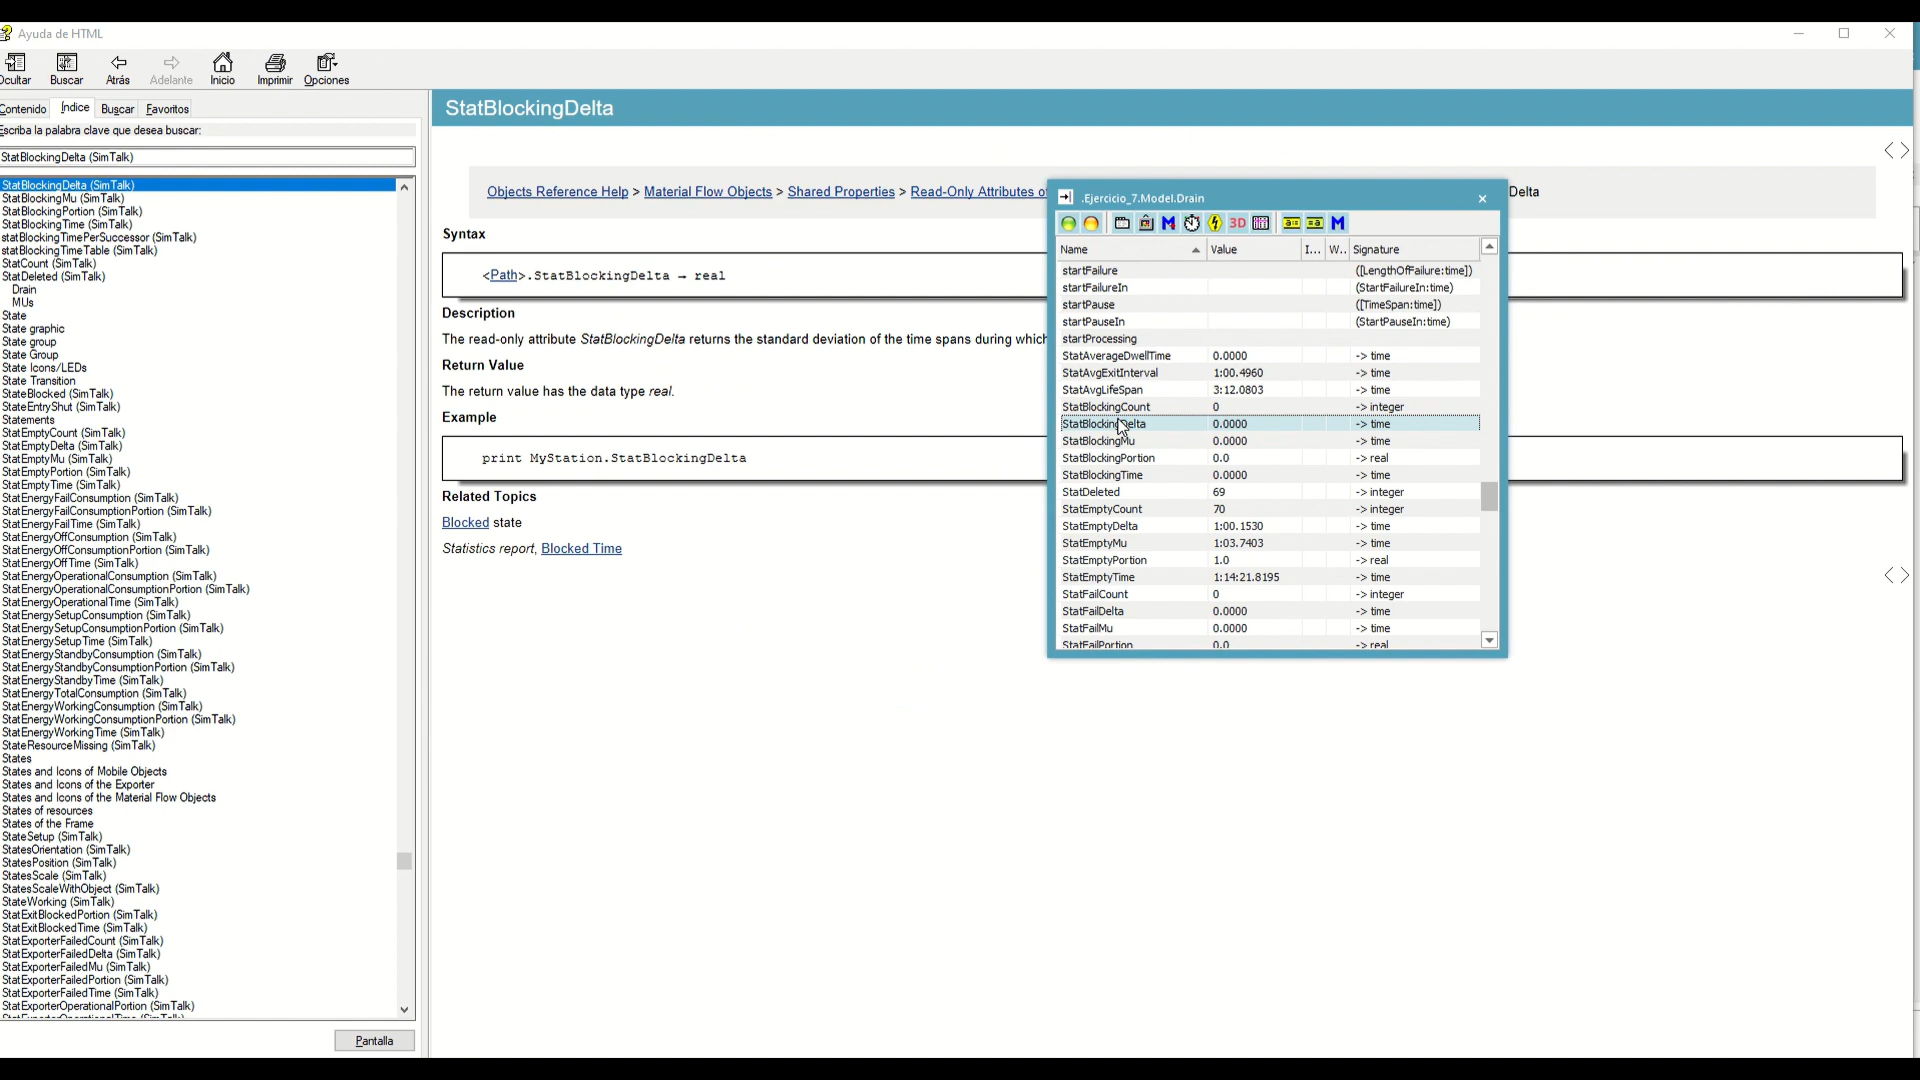 Ayuda de HTML
Ocultar Buscar Atrás Adelante Inicio Imprimir Opciones
Contenido Índice Buscar Favoritos
Escriba la palabra clave que desea buscar:
StatBlockingDelta (SimTalk)
StatBlockingDelta (SimTalk)
StatBlockingMu (SimTalk)
StatBlockingPortion (SimTalk)
StatBlockingTime (SimTalk)
statBlockingTimePerSuccessor (SimTalk)
statBlockingTimeTable (SimTalk)
StatCount (SimTalk)
StatDeleted (SimTalk)
Drain
MUs
State
State graphic
State group
State Group
State Icons/LEDs
State Transition
StateBlocked (SimTalk)
StateEntryShut (SimTalk)
Statements
StatEmptyCount (SimTalk)
StatEmptyDelta (SimTalk)
StatEmptyMu (SimTalk)
StatEmptyPortion (SimTalk)
StatEmptyTime (SimTalk)
StatEnergyFailConsumption (SimTalk)
StatEnergyFailConsumptionPortion (SimTalk)
StatEnergyFailTime (SimTalk)
StatEnergyOffConsumption (SimTalk)
StatEnergyOffConsumptionPortion (SimTalk)
StatEnergyOffTime (SimTalk)
StatEnergyOperationalConsumption (SimTalk)
StatEnergyOperationalConsumptionPortion (SimTalk)
StatEnergyOperationalTime (SimTalk)
StatEnergySetupConsumption (SimTalk)
StatEnergySetupConsumptionPortion (SimTalk)
StatEnergySetupTime (SimTalk)
StatEnergyStandbyConsumption (SimTalk)
StatEnergyStandbyConsumptionPortion (SimTalk)
StatEnergyStandbyTime (SimTalk)
StatEnergyTotalConsumption (SimTalk)
StatEnergyWorkingConsumption (SimTalk)
StatEnergyWorkingConsumptionPortion (SimTalk)
StatEnergyWorkingTime (SimTalk)
StateResourceMissing (SimTalk)
States
States and Icons of Mobile Objects
States and Icons of the Exporter
States and Icons of the Material Flow Objects
States of resources
States of the Frame
StateSetup (SimTalk)
StatesOrientation (SimTalk)
StatesPosition (SimTalk)
StatesScale (SimTalk)
StatesScaleWithObject (SimTalk)
StateWorking (SimTalk)
StatExitBlockedPortion (SimTalk)
StatExitBlockedTime (SimTalk)
StatExporterFailedCount (SimTalk)
StatExporterFailedDelta (SimTalk)
StatExporterFailedMu (SimTalk)
StatExporterFailedPortion (SimTalk)
StatExporterFailedTime (SimTalk)
StatExporterOperationalPortion (SimTalk)
StatExporterOperationalTime (SimTalk)
Pantalla
StatBlockingDelta
Objects Reference Help > Material Flow Objects > Shared Properties > Read-Only Attributes of Delta
Syntax
<Path>.StatBlockingDelta → real
Description
The read-only attribute StatBlockingDelta returns the standard deviation of the time spans during which
Return Value
The return value has the data type real.
Example
print MyStation.StatBlockingDelta
Related Topics
Blocked state
Statistics report, Blocked Time
.Ejercicio_7.Model.Drain
3D
Name Value I... W.. Signature
startFailure ([LengthOfFailure:time])
startFailureIn (StartFailureIn:time)
startPause ([TimeSpan:time])
startPauseIn (StartPauseIn:time)
startProcessing
StatAverageDwellTime 0.0000 -> time
StatAvgExitInterval 1:00.4960 -> time
StatAvgLifeSpan 3:12.0803 -> time
StatBlockingCount 0 -> integer
StatBlockingDelta 0.0000 -> time
StatBlockingMu 0.0000 -> time
StatBlockingPortion 0.0 -> real
StatBlockingTime 0.0000 -> time
StatDeleted 69 -> integer
StatEmptyCount 70 -> integer
StatEmptyDelta 1:00.1530 -> time
StatEmptyMu 1:03.7403 -> time
StatEmptyPortion 1.0 -> real
StatEmptyTime 1:14:21.8195 -> time
StatFailCount 0 -> integer
StatFailDelta 0.0000 -> time
StatFailMu 0.0000 -> time
StatFailPortion 0.0 -> real